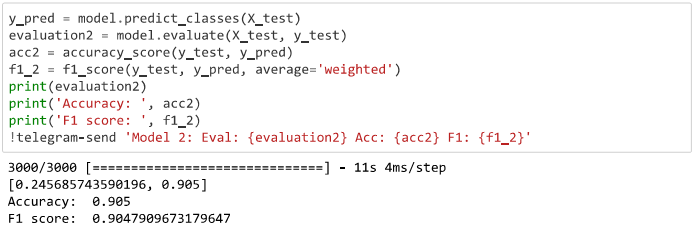 y_pred = model.predict_classes(X_test)
evaluation2 = model.evaluate(X_test, y_test)
acc2 = accuracy_score(y_test, y_pred)
f1_2 = f1_score(y_test, y_pred, average='weighted')
print(evaluation2)
print('Accuracy: ', acc2)
print('F1 score: ', f1_2)
!telegram-send 'Model 2: Eval: {evaluation2} Acc: {acc2} F1: {f1_2}'
3000/3000 [==============================] - 11s 4ms/step
[0.245685743590196, 0.905]
Accuracy:  0.905
F1 score:  0.9047909673179647